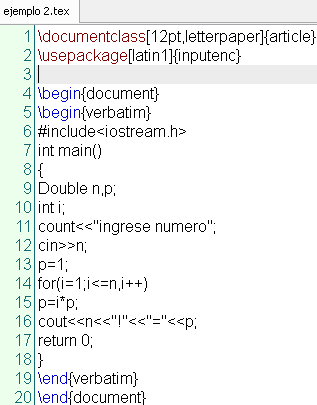 ejemplo 2.tex
1 \documentclass[12pt,letterpaper]{article}
2 \usepackage[latin1]{inputenc}
3
4 \begin{document}
5 \begin{verbatim}
6 #include<iostream.h>
7 int main()
8 {
9 Double n,p;
10 int i;
11 count<<"ingrese numero";
12 cin>>n;
13 p=1;
14 for(i=1;i<=n,i++)
15 p=i*p;
16 cout<<n<<"!"<<"="<<p;
17 return 0;
18 }
19 \end{verbatim}
20 \end{document}